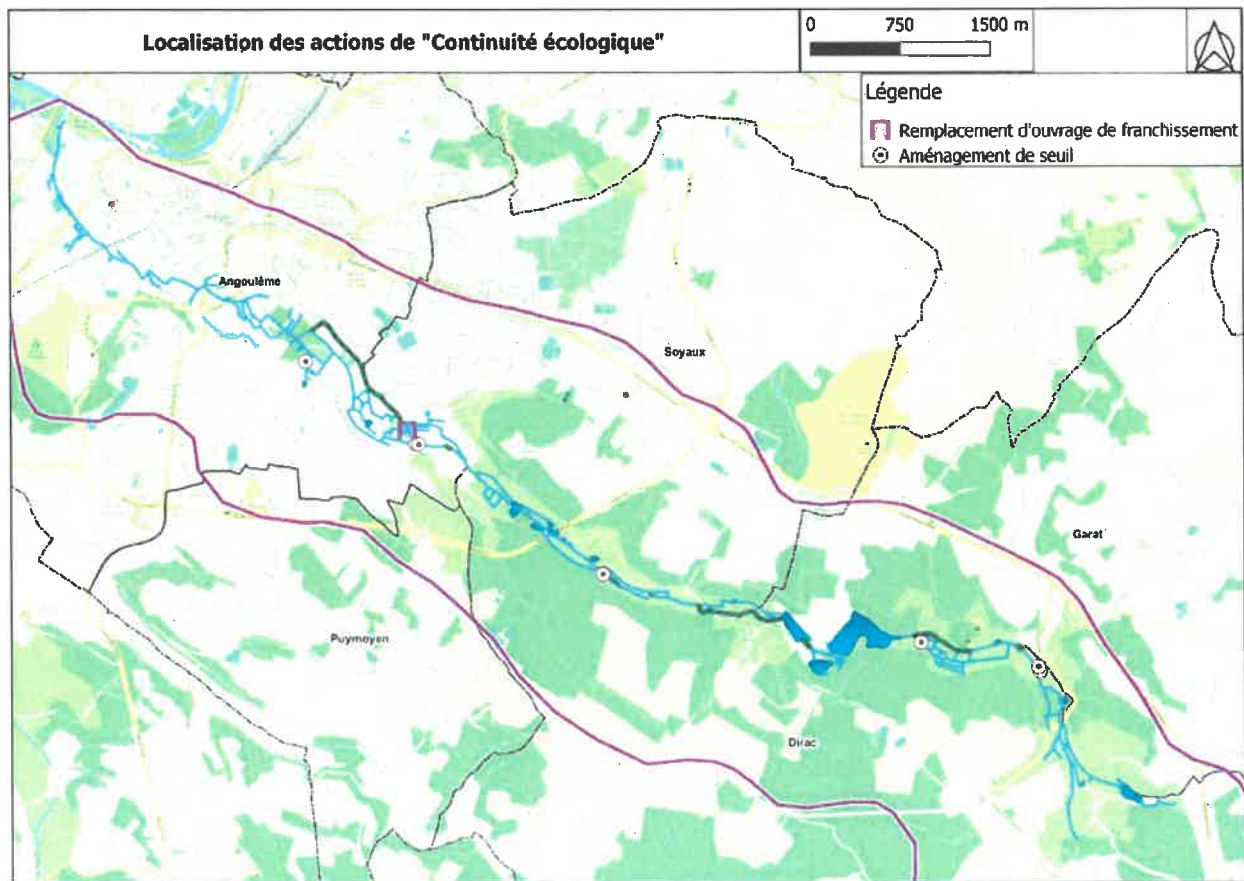 Localisation des actions de "Continuité écologique"
0 750 1500 m
Légende
Remplacement d'ouvrage de franchissement
Aménagement de seuil
Angoulême
Soyaux
Garat
Puymoyen
Dirac